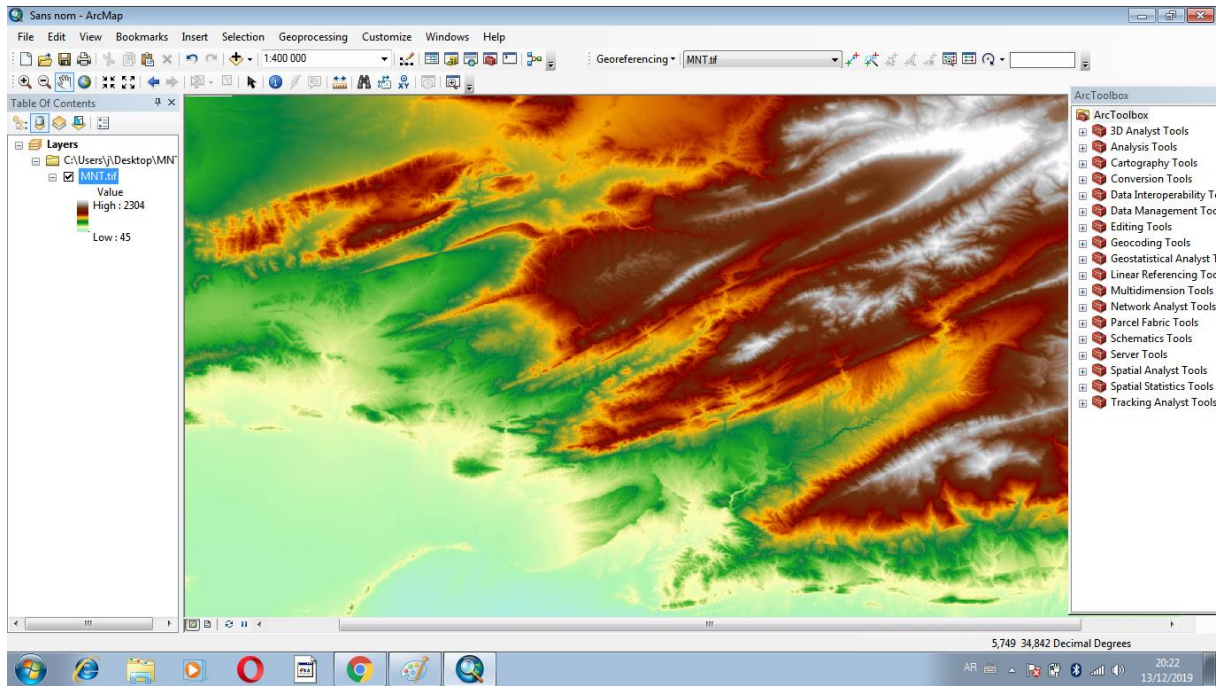 Sans nom - ArcMap
File Edit View Bookmarks Insert Selection Geoprocessing Customize Windows Help
1:400 000
Georeferencing MNT.tif
Table Of Contents
Layers
C:\Users\j\Desktop\MNT
MNT.tif
Value
High : 2304
Low : 45
ArcToolbox
ArcToolbox
3D Analyst Tools
Analysis Tools
Cartography Tools
Conversion Tools
Data Interoperability To
Data Management Too
Editing Tools
Geocoding Tools
Geostatistical Analyst T
Linear Referencing Too
Multidimension Tools
Network Analyst Tools
Parcel Fabric Tools
Schematics Tools
Server Tools
Spatial Analyst Tools
Spatial Statistics Tools
Tracking Analyst Tools
5,749 34,842 Decimal Degrees
AR
20:22
13/12/2019